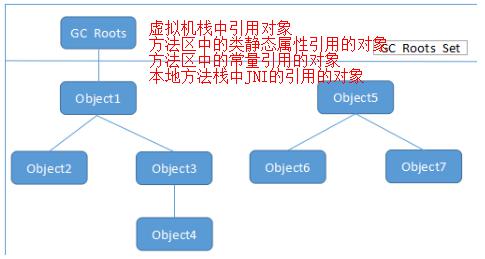 GC Roots
虚拟机栈中引用对象
方法区中的类静态属性引用的对象
GC Roots Set
方法区中的常量引用的对象
本地方法栈中JNI的引用的对象
Object1
Object5
Object2
Object3
Object6
Object7
Object4